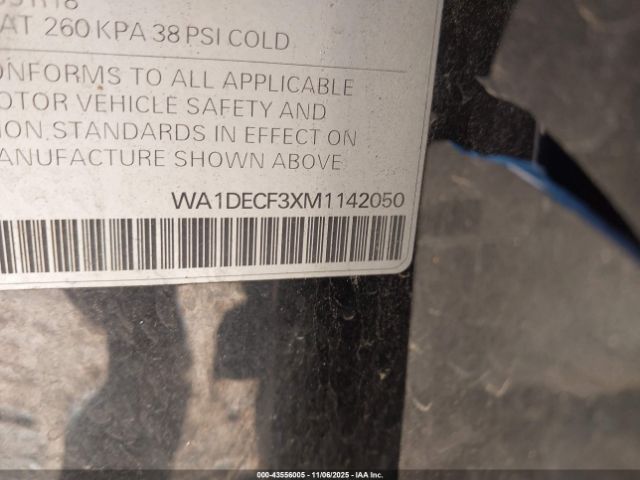 AT 260 KPA 38 PSI COLD
ONFORMS TO ALL APPLICABLE
OTOR VEHICLE SAFETY AND
ION STANDARDS IN EFFECT ON
ANUFACTURE SHOWN ABOVE
WA1DECF3XM1142050
000-43556005 - 11/06/2025 - IAA Inc.